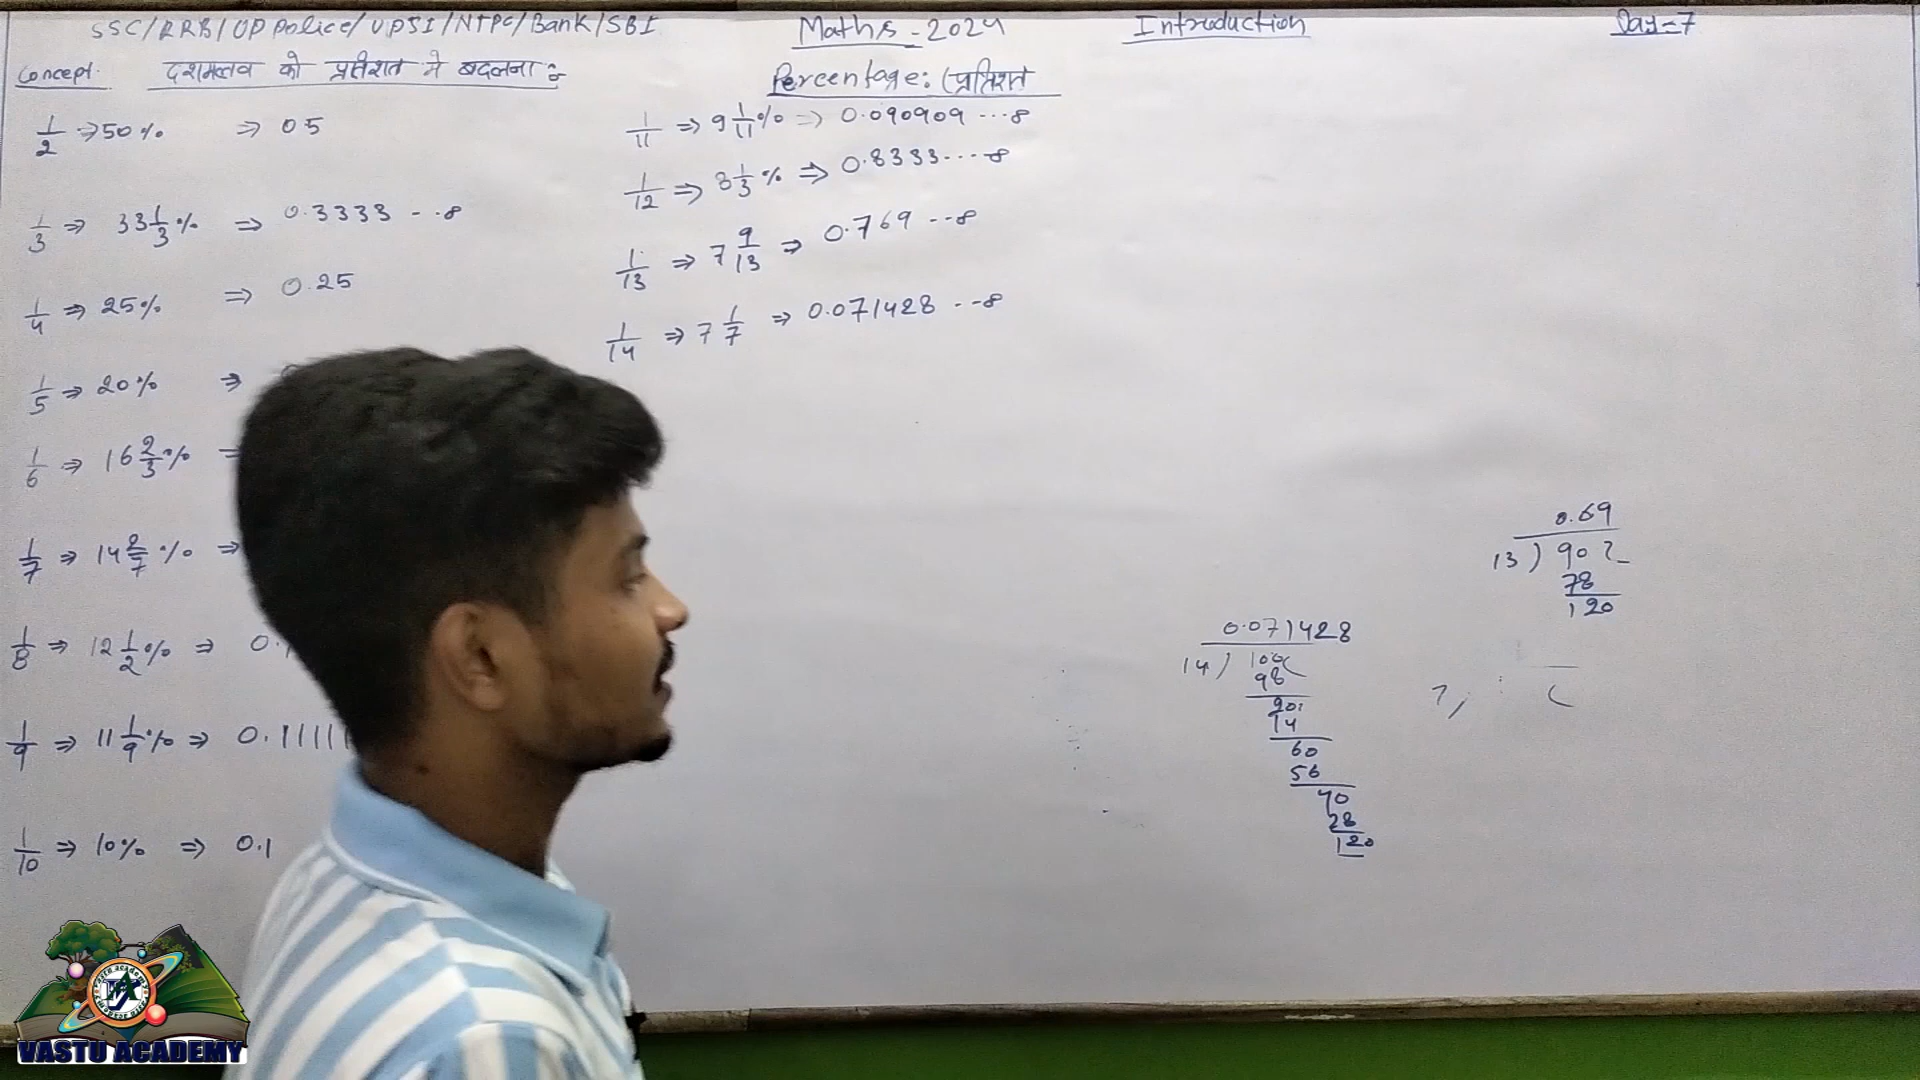 SSC/RRB/UP Police/UPSI/NTPC/Bank/SBI
Maths - 2024
Introduction
Day-7
Concept. दशमलव को प्रतिशत मे बदलना :-
Percentage: (प्रतिशत
1/2 ⇒ 50% ⇒ 0 5
1/3 ⇒ 33 1/3% ⇒ 0.3333 - - ∞
1/4 ⇒ 25% ⇒ 0.25
1/5 ⇒ 20% ⇒
1/6 ⇒ 16 2/3%
1/7 ⇒ 14 2/7% ⇒
1/8 ⇒ 12 1/2% ⇒ 0.
1/9 ⇒ 11 1/9% ⇒ 0.11111
1/10 ⇒ 10% ⇒ 0.1
1/11 ⇒ 9 1/11% ⇒ 0.090909 ...∞
1/12 ⇒ 8 1/3% ⇒ 0.8333....∞
1/13 ⇒ 7 9/13 ⇒ 0.769 --∞
1/14 ⇒ 7 1/7 ⇒ 0.071428 --∞
0.071428
14 ) 100
98
20
14
60
56
40
28
120
0.69
13 ) 90
78
120
VASTU ACADEMY